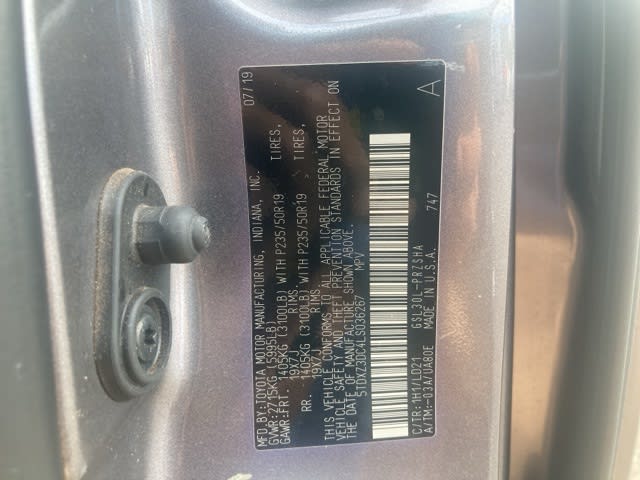 MFD.BY:TOYOTA MOTOR MANUFACTURING, INDIANA, INC. 07/19
GVWR:2715KG (5995LB)
GAWR:FRT. 1405KG (3100LB) WITH P235/50R19 TIRES,
19X7J RIMS,
RR. 1405KG (3100LB) WITH P235/50R19 TIRES,
19X7J RIMS
THIS VEHICLE CONFORMS TO ALL APPLICABLE FEDERAL MOTOR
VEHICLE SAFETY AND THEFT PREVENTION STANDARDS IN EFFECT ON
THE DATE OF MANUFACTURE SHOWN ABOVE.
5TDXZ3DC4LS036267 MPV A
747
C/TR:1H1/LD21 GSL30L-PRZSHA
A/TM:-03A/UA80E MADE IN U.S.A.